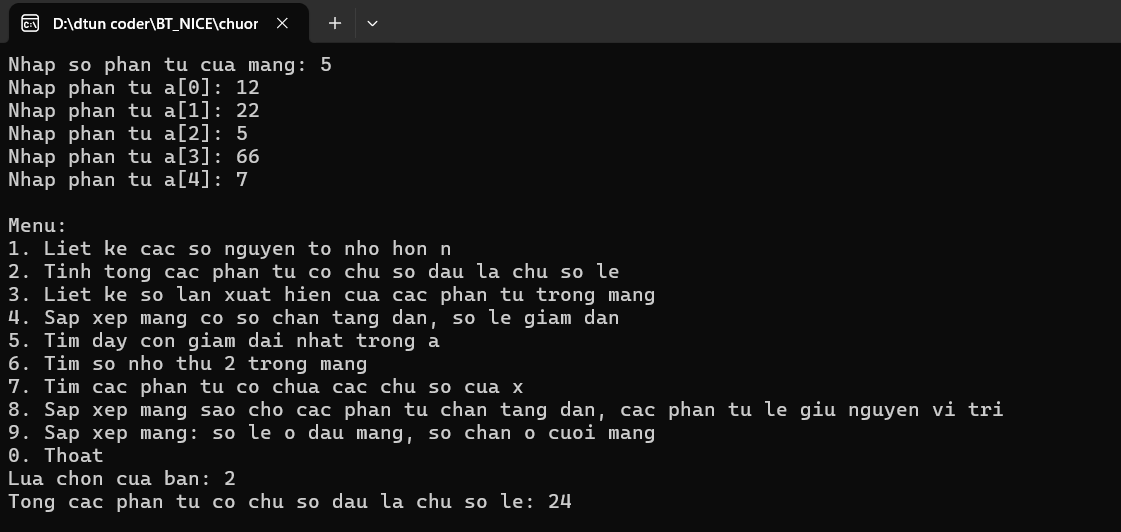 D:\dtun coder\BT_NICE\chuor
Nhap so phan tu cua mang: 5
Nhap phan tu a[0]: 12
Nhap phan tu a[1]: 22
Nhap phan tu a[2]: 5
Nhap phan tu a[3]: 66
Nhap phan tu a[4]: 7
Menu:
1. Liet ke cac so nguyen to nho hon n
2. Tinh tong cac phan tu co chu so dau la chu so le
3. Liet ke so lan xuat hien cua cac phan tu trong mang
4. Sap xep mang co so chan tang dan, so le giam dan
5. Tim day con giam dai nhat trong a
6. Tim so nho thu 2 trong mang
7. Tim cac phan tu co chua cac chu so cua x
8. Sap xep mang sao cho cac phan tu chan tang dan, cac phan tu le giu nguyen vi tri
9. Sap xep mang: so le o dau mang, so chan o cuoi mang
0. Thoat
Lua chon cua ban: 2
Tong cac phan tu co chu so dau la chu so le: 24